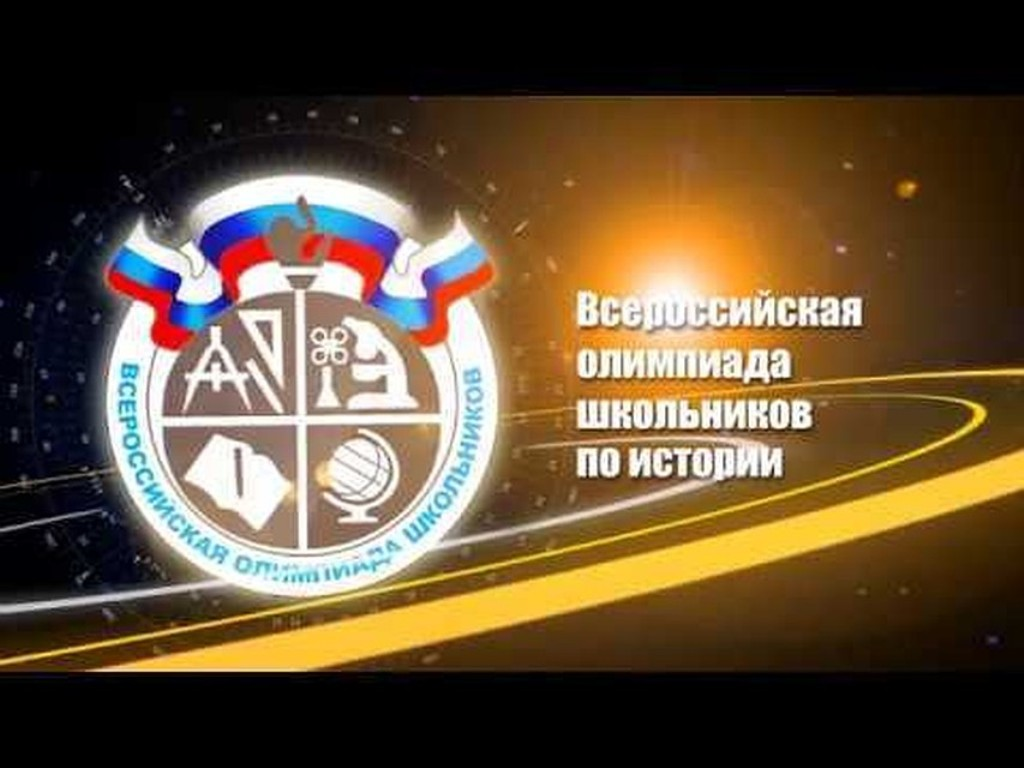 ВСЕРОССИЙСКАЯ ОЛИМПИАДА ШКОЛЬНИКОВ
Всероссийская
олимпиада
школьников
по истории